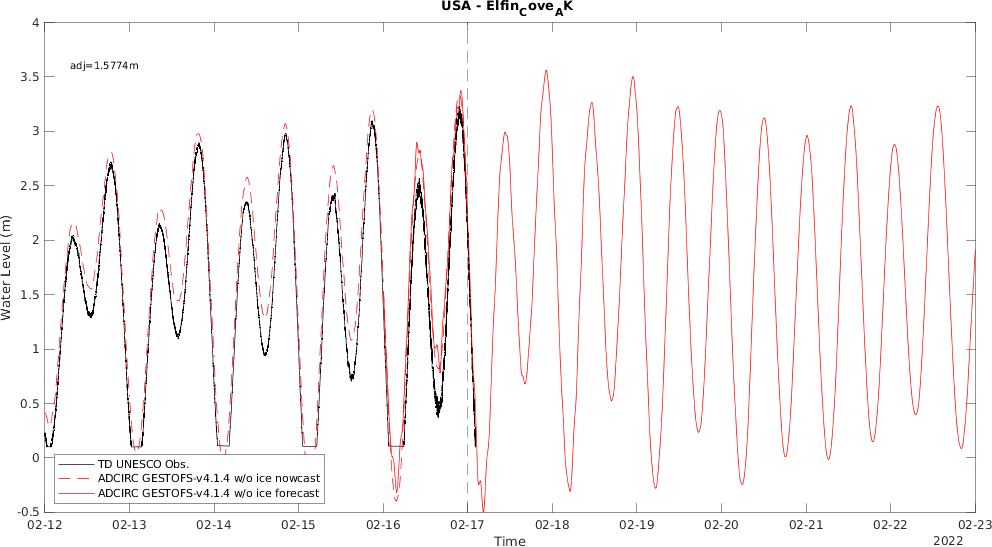 USA - Elfin_Cove_AK
4
3.5
3
2.5
2
1.5
1
0.5
0
-0.5
Water Level (m)
adj=1.5774m
TD UNESCO Obs.
ADCIRC GESTOFS-v4.1.4 w/o ice nowcast
ADCIRC GESTOFS-v4.1.4 w/o ice forecast
02-12 02-13 02-14 02-15 02-16 02-17 02-18 02-19 02-20 02-21 02-22 02-23
Time
2022